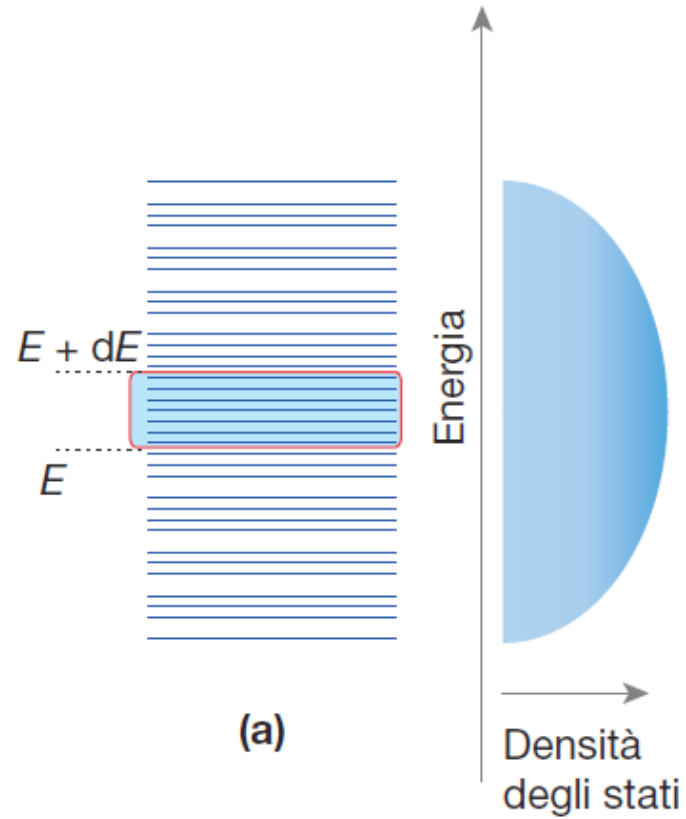 E + dE
E
Energia
(a)
Densità
degli stati